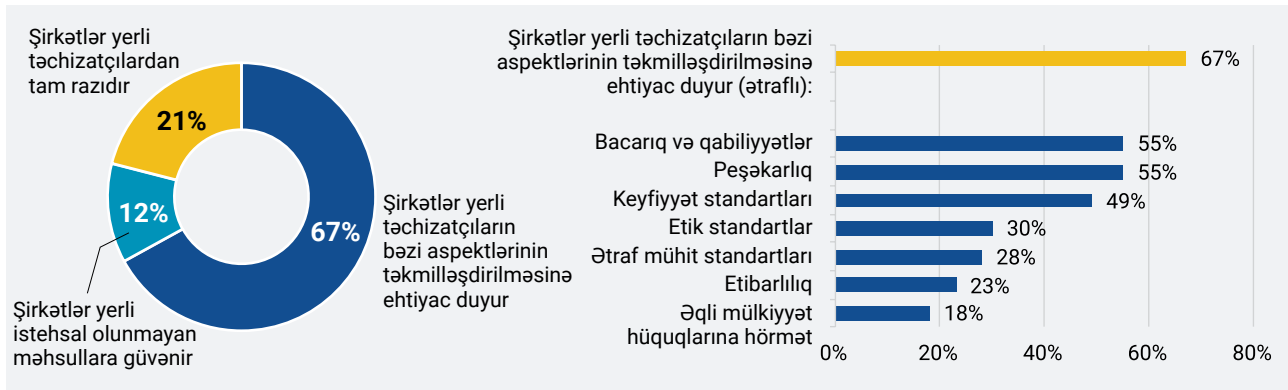 Şirkətlər yerli
təchizatçılardan
tam razıdır
21%
12%
67%
Şirkətlər yerli
təchizatçıların
bəzi aspektlərinin
təkmilləşdirilməsinə
ehtiyac duyur
Şirkətlər yerli
istehsal olunmayan
məhsullara güvənir
Şirkətlər yerli təchizatçıların bəzi
aspektlərinin təkmilləşdirilməsinə
ehtiyac duyur (ətraflı):
67%
Bacarıq və qabiliyyətlər
55%
Peşəkarlıq
55%
Keyfiyyət standartları
49%
Etik standartlar
30%
Ətraf mühit standartları
28%
Etibarlılıq
23%
Əqli mülkiyyət
hüquqlarına hörmət
18%
0%
20%
40%
60%
80%